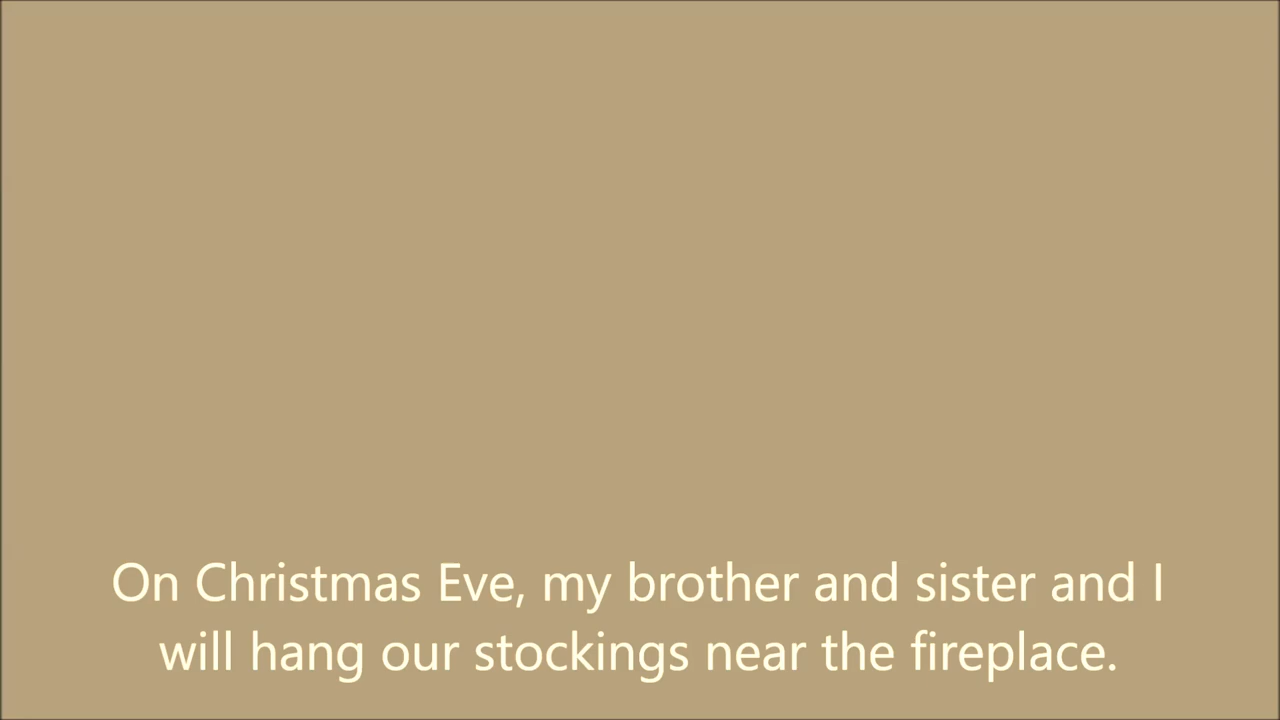 On Christmas Eve, my brother and sister and I
will hang our stockings near the fireplace.